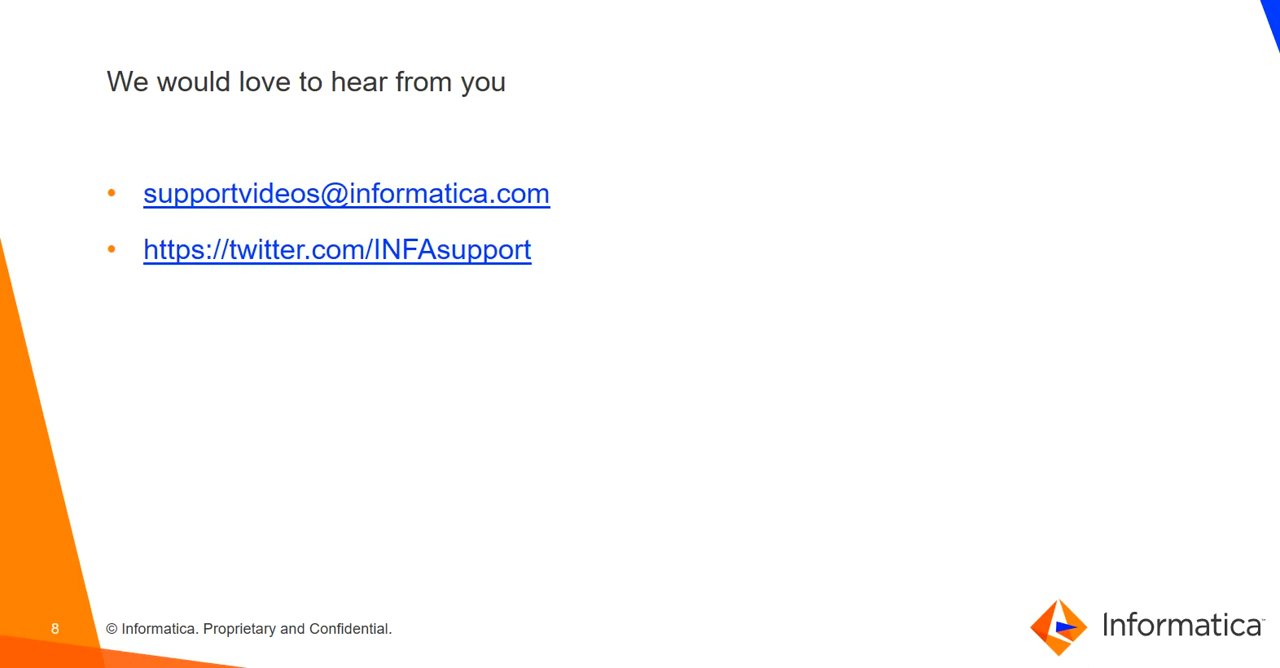 We would love to hear from you
• supportvideos@informatica.com
• https://twitter.com/INFAsupport
8 © Informatica. Proprietary and Confidential.
Informatica™